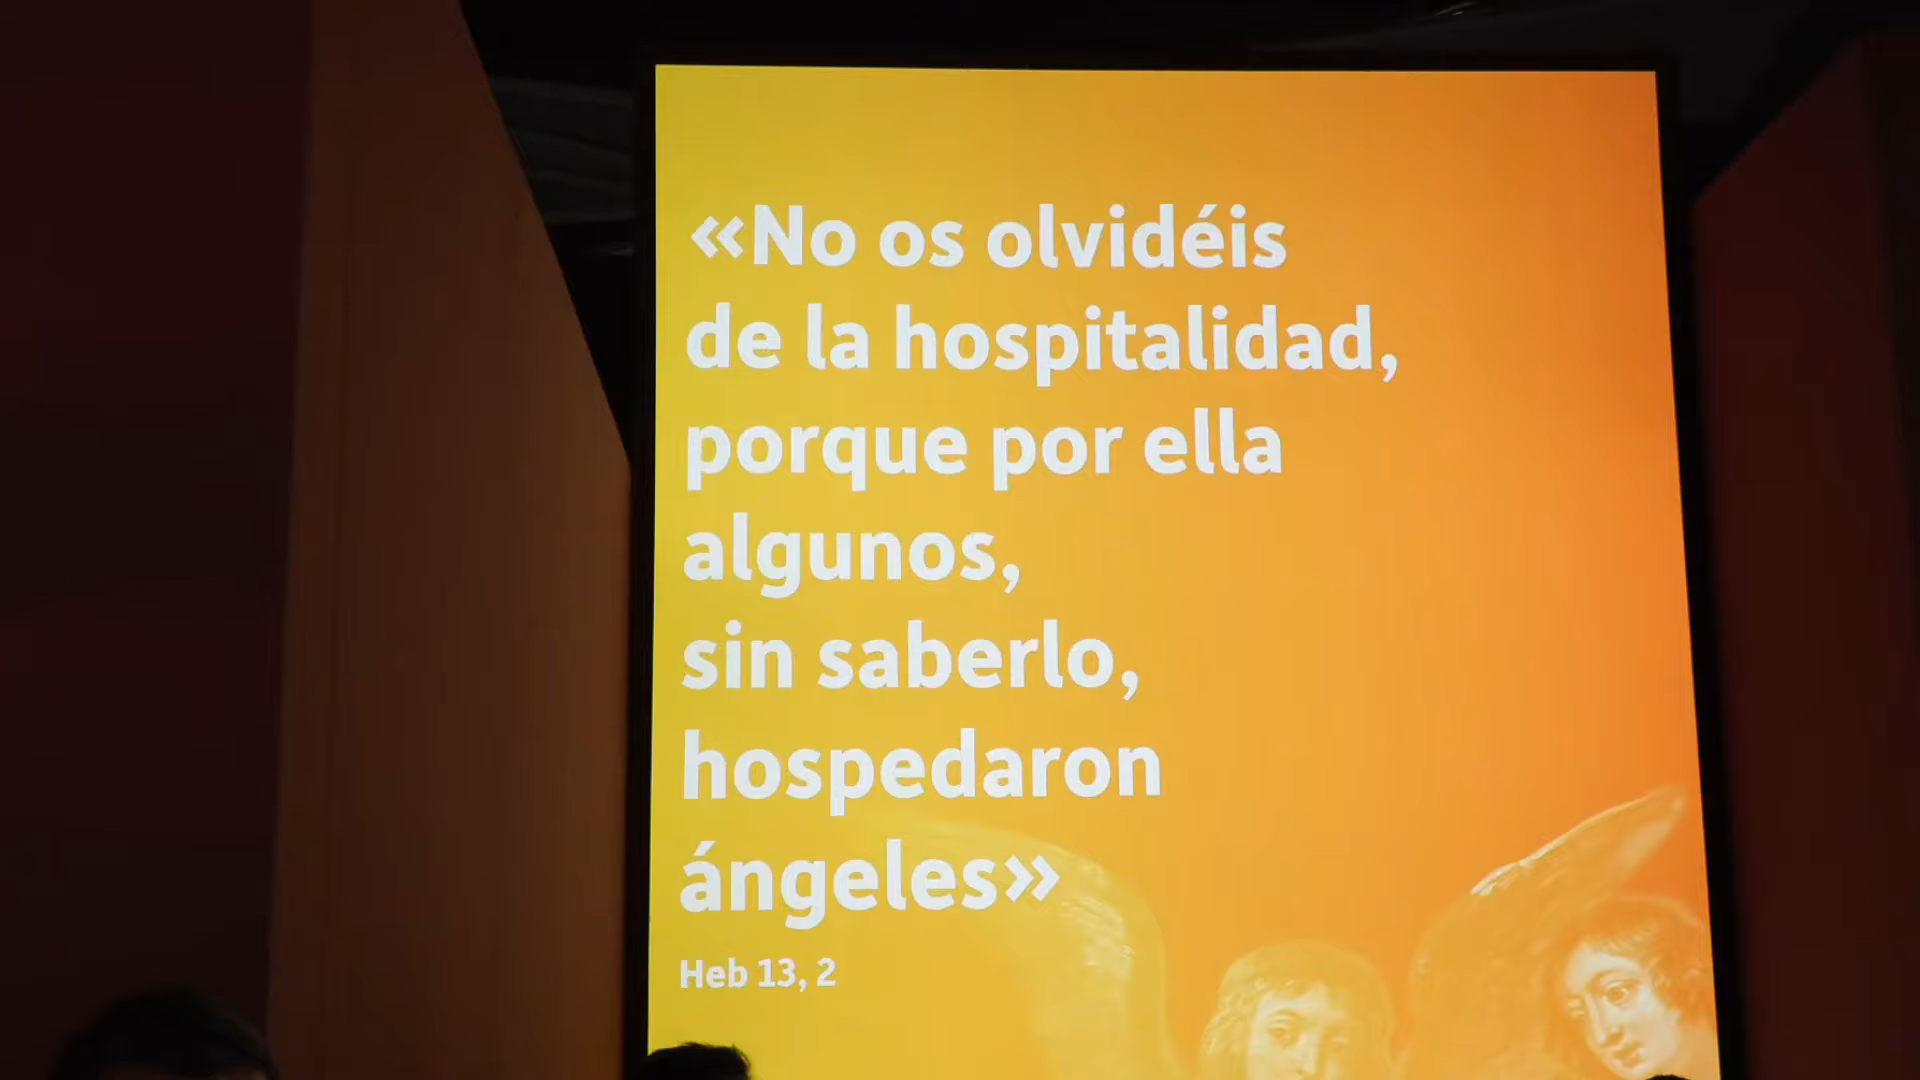 «No os olvidéis
de la hospitalidad,
porque por ella
algunos,
sin saberlo,
hospedaron
ángeles»
Heb 13, 2